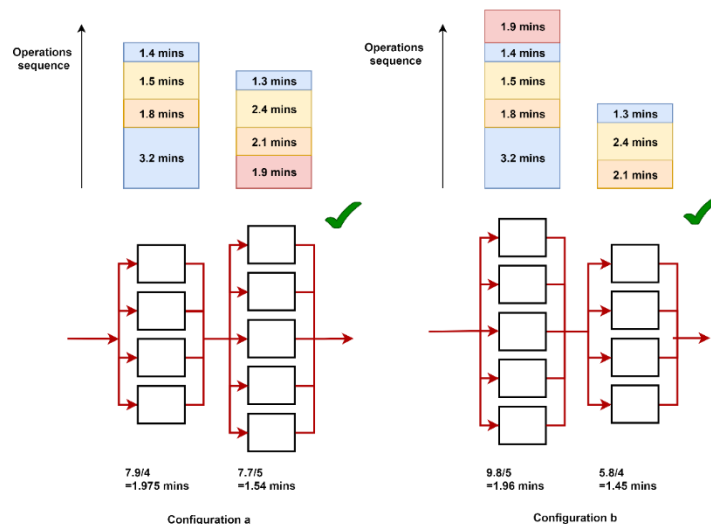 Operations
sequence
1.4 mins
1.5 mins
1.8 mins
3.2 mins
1.3 mins
2.4 mins
2.1 mins
1.9 mins
7.9/4
=1.975 mins
7.7/5
=1.54 mins
Configuration a
Operations
sequence
1.9 mins
1.4 mins
1.5 mins
1.8 mins
3.2 mins
1.3 mins
2.4 mins
2.1 mins
9.8/5
=1.96 mins
5.8/4
=1.45 mins
Configuration b